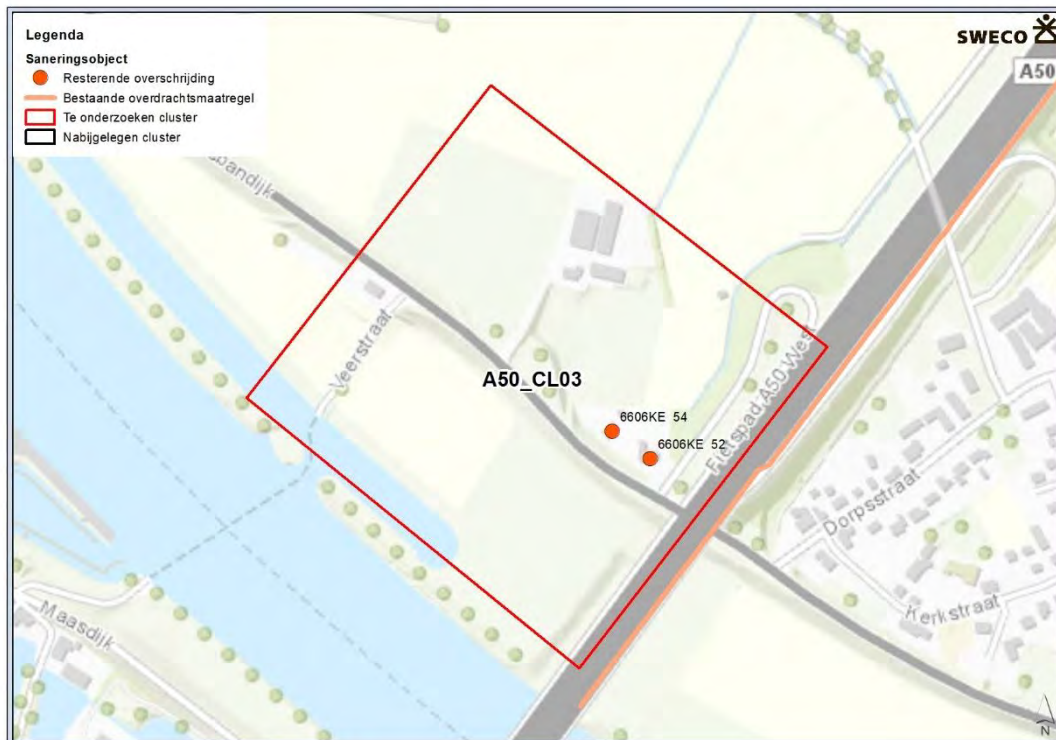 Legenda
Saneringsobject
Resterende overschrijding
Bestaande overdrachtsmaatregel
Te onderzoeken cluster
Nabijgelegen cluster
SWECO
A50
bandijk
Veerstraat
A50_CL03
6606KE 54
6606KE 52
Fietspad A50 West
Dorpsstraat
Kerkstraat
Maasdijk
N